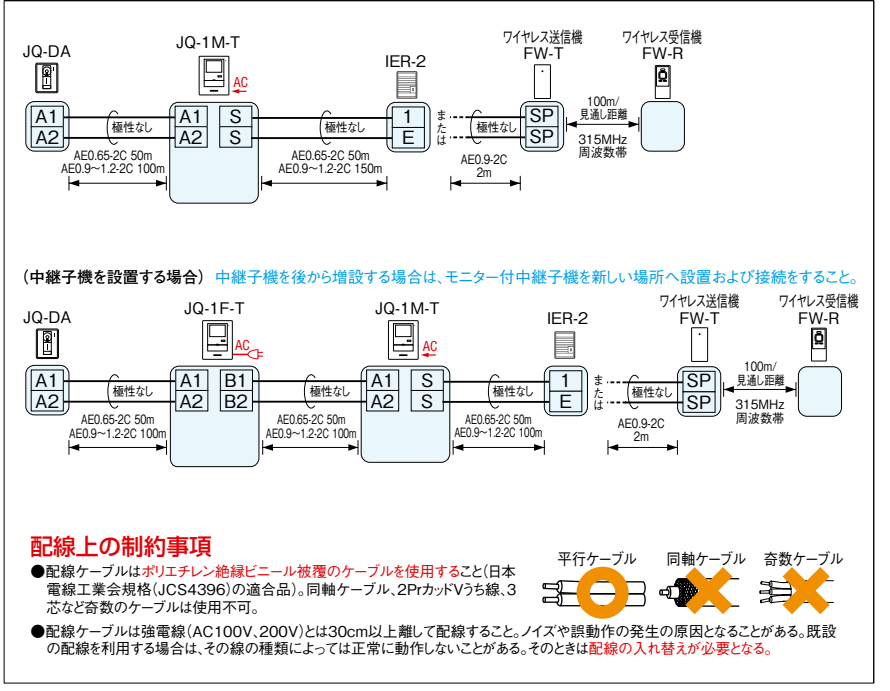 JQ-DA
JQ-1M-T
IER-2
ワイヤレス送信機
FW-T
ワイヤレス受信機
FW-R
AC
A1
A2
極性なし
A1
A2
S
S
極性なし
1
E
または
極性なし
SP
SP
100m/
見通し距離
315MHz
周波数帯
AE0.65-2C 50m
AE0.9〜1.2-2C 100m
AE0.65-2C 50m
AE0.9〜1.2-2C 150m
AE0.9-2C
2m
(中継子機を設置する場合) 中継子機を後から増設する場合は、モニター付中継子機を新しい場所へ設置および接続をすること。
JQ-DA
JQ-1F-T
JQ-1M-T
IER-2
ワイヤレス送信機
FW-T
ワイヤレス受信機
FW-R
AC
AC
A1
A2
極性なし
A1
A2
B1
B2
極性なし
A1
A2
S
S
極性なし
1
E
または
極性なし
SP
SP
100m/
見通し距離
315MHz
周波数帯
AE0.65-2C 50m
AE0.9〜1.2-2C 100m
AE0.65-2C 50m
AE0.9〜1.2-2C 100m
AE0.65-2C 50m
AE0.9〜1.2-2C 100m
AE0.9-2C
2m
配線上の制約事項
●配線ケーブルはポリエチレン絶縁ビニール被覆のケーブルを使用すること(日本
電線工業会規格(JCS4396)の適合品)。同軸ケーブル、2PrカッドVうち線、3
芯など奇数のケーブルは使用不可。
平行ケーブル
同軸ケーブル
奇数ケーブル
●配線ケーブルは強電線(AC100V、200V)とは30cm以上離して配線すること。ノイズや誤動作の発生の原因となることがある。既設
の配線を利用する場合は、その線の種類によっては正常に動作しないことがある。そのときは配線の入れ替えが必要となる。